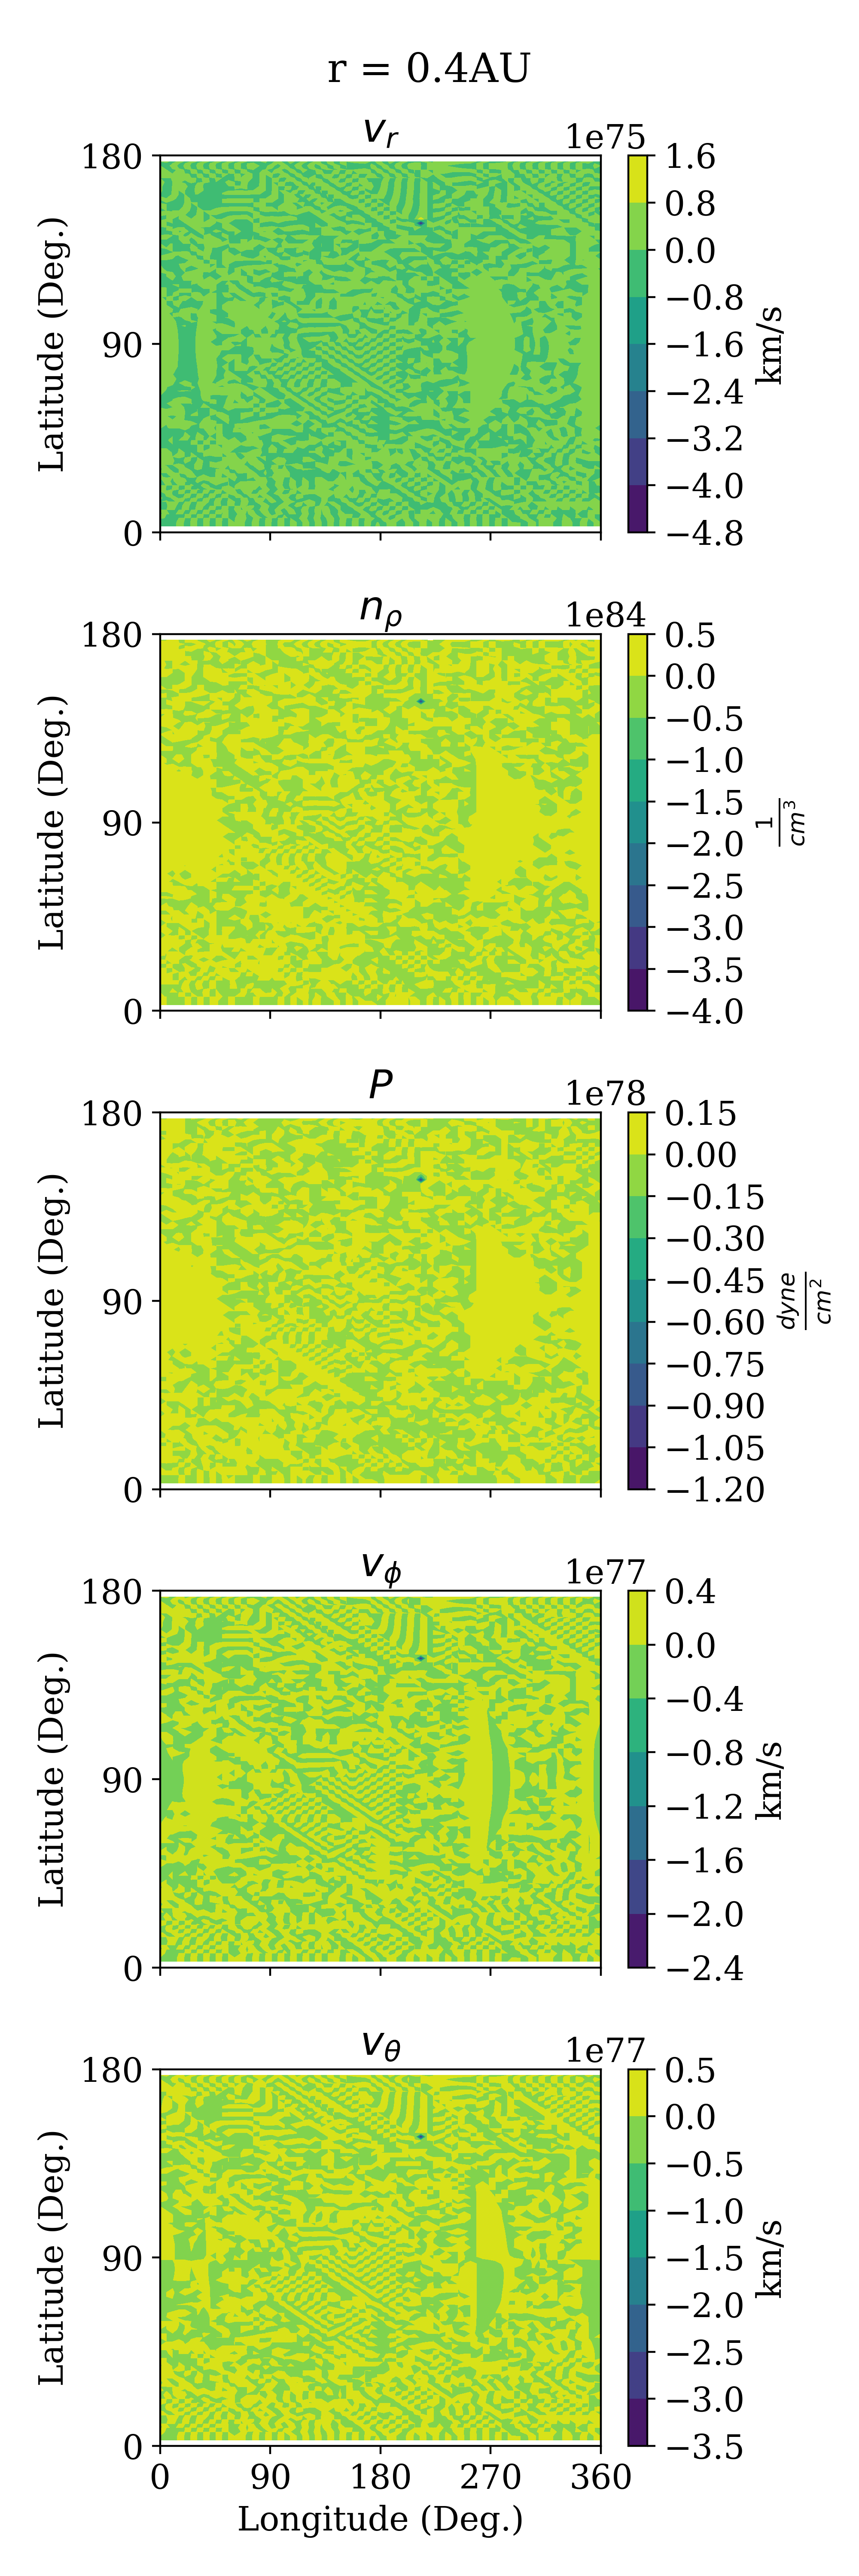 r = 0.4AU
v_r
1e75
180
90
0
Latitude (Deg.)
1.6
0.8
0.0
−0.8
−1.6
−2.4
−3.2
−4.0
−4.8
km/s
n_ρ
1e84
180
90
0
Latitude (Deg.)
0.5
0.0
−0.5
−1.0
−1.5
−2.0
−2.5
−3.0
−3.5
−4.0
1/cm³
P
1e78
180
90
0
Latitude (Deg.)
0.15
0.00
−0.15
−0.30
−0.45
−0.60
−0.75
−0.90
−1.05
−1.20
dyne/cm²
v_ϕ
1e77
180
90
0
Latitude (Deg.)
0.4
0.0
−0.4
−0.8
−1.2
−1.6
−2.0
−2.4
km/s
v_θ
1e77
180
90
0
Latitude (Deg.)
0.5
0.0
−0.5
−1.0
−1.5
−2.0
−2.5
−3.0
−3.5
km/s
0 90 180 270 360
Longitude (Deg.)